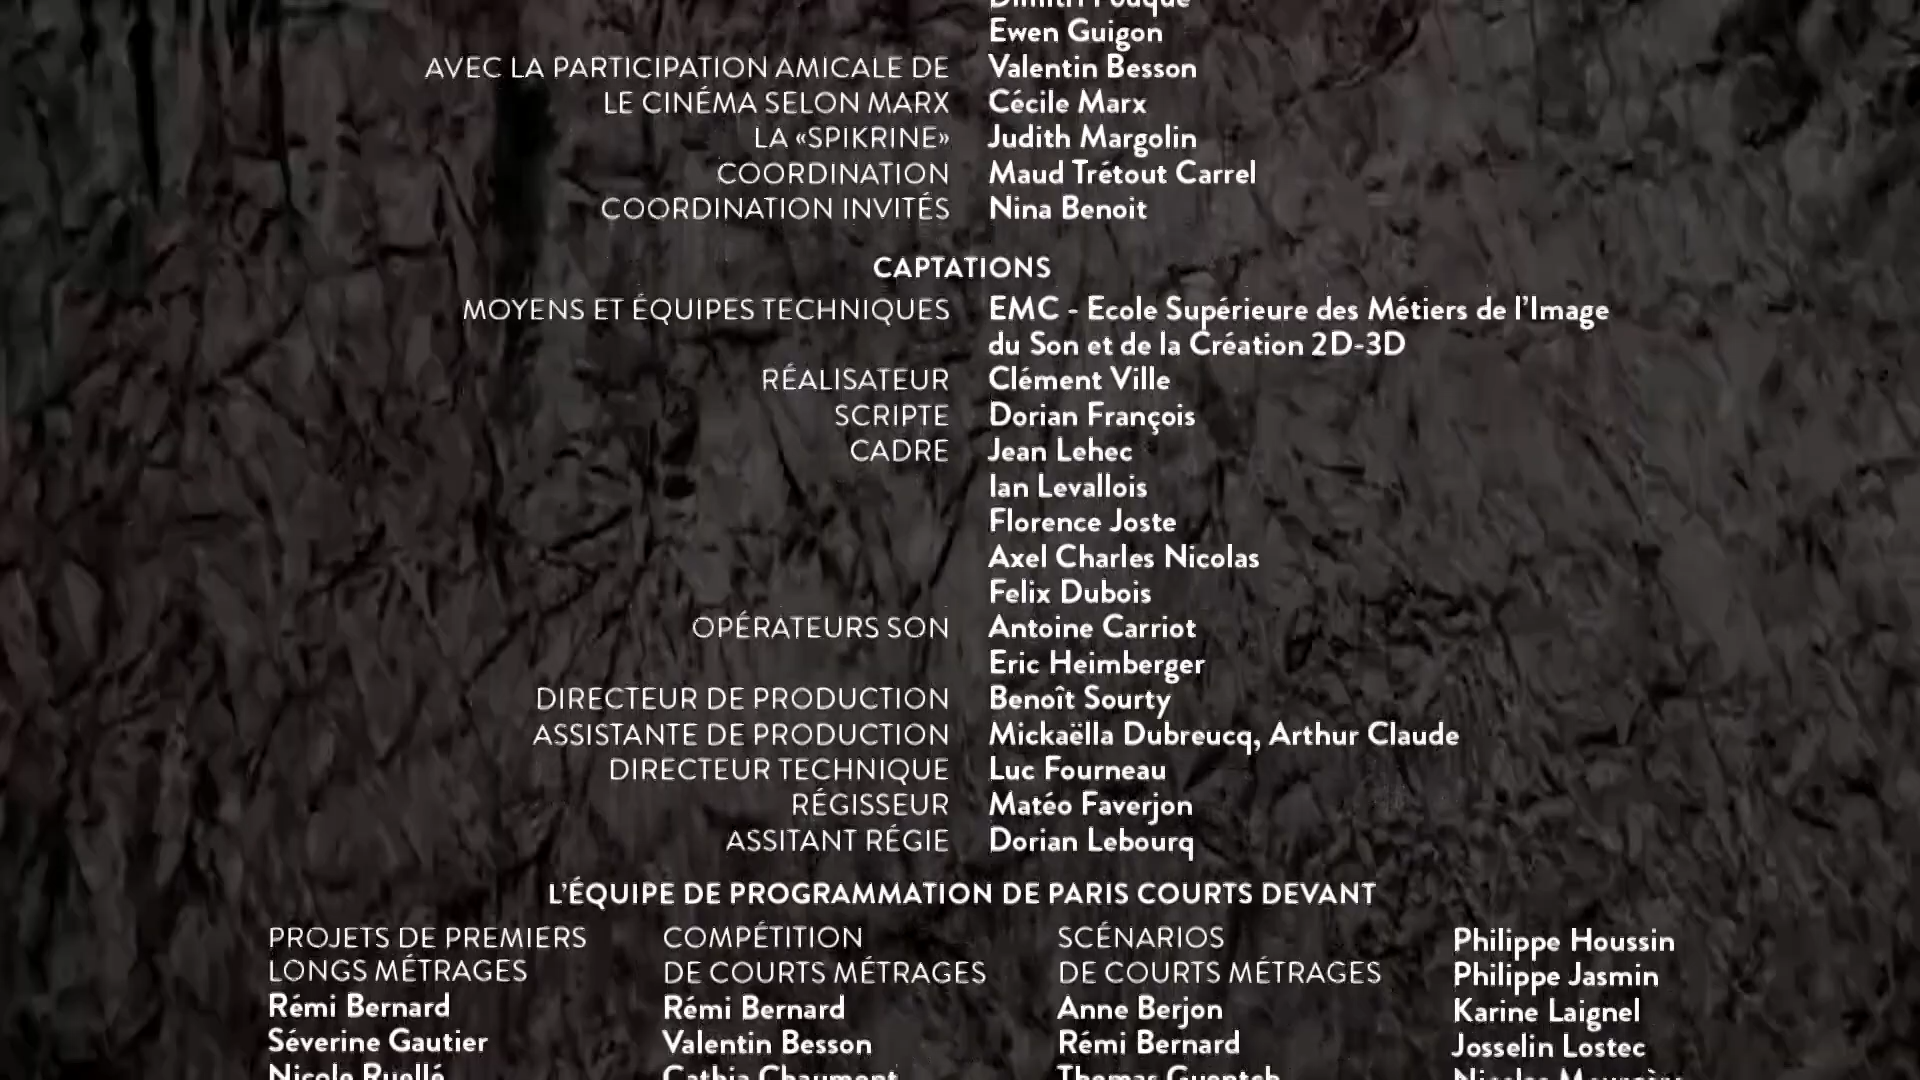 Ewen Guigon
AVEC LA PARTICIPATION AMICALE DE Valentin Besson
LE CINÉMA SELON MARX Cécile Marx
LA «SPIKRINE» Judith Margolin
COORDINATION Maud Trétout Carrel
COORDINATION INVITÉS Nina Benoit
CAPTATIONS
MOYENS ET ÉQUIPES TECHNIQUES EMC - Ecole Supérieure des Métiers de l'Image
du Son et de la Création 2D-3D
RÉALISATEUR Clément Ville
SCRIPTE Dorian François
CADRE Jean Lehec
Ian Levallois
Florence Joste
Axel Charles Nicolas
Felix Dubois
OPÉRATEURS SON Antoine Carriot
Eric Heimberger
DIRECTEUR DE PRODUCTION Benoît Sourty
ASSISTANTE DE PRODUCTION Mickaëlla Dubreucq, Arthur Claude
DIRECTEUR TECHNIQUE Luc Fourneau
RÉGISSEUR Matéo Faverjon
ASSITANT RÉGIE Dorian Lebourq
L'ÉQUIPE DE PROGRAMMATION DE PARIS COURTS DEVANT
PROJETS DE PREMIERS
LONGS MÉTRAGES
Rémi Bernard
Séverine Gautier
Nicole Ruellé
COMPÉTITION
DE COURTS MÉTRAGES
Rémi Bernard
Valentin Besson
Cathia Chaumont
SCÉNARIOS
DE COURTS MÉTRAGES
Anne Berjon
Rémi Bernard
Thomas
Philippe Houssin
Philippe Jasmin
Karine Laignel
Josselin Lostec